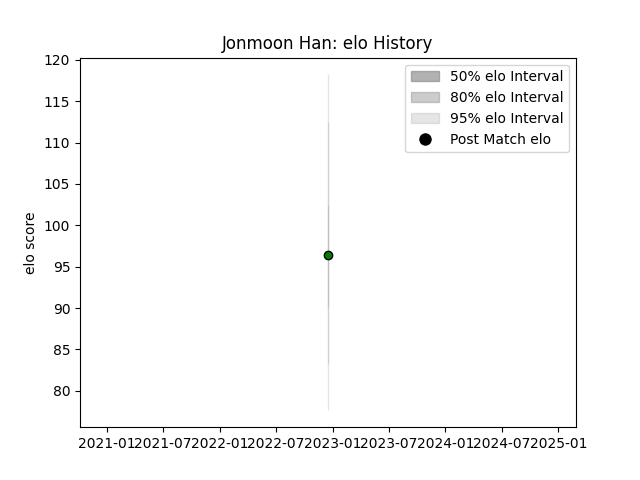 Jonmoon Han: elo History
120
115
110
105
100
95
90
85
80
elo score
50% elo Interval
80% elo Interval
95% elo Interval
Post Match elo
2021-01 2021-07 2022-01 2022-07 2023-01 2023-07 2024-01 2024-07 2025-01